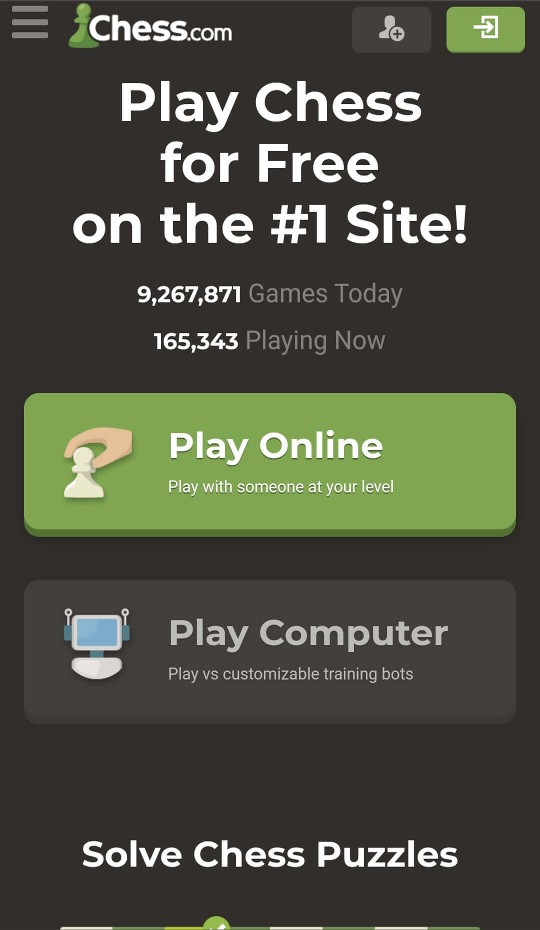 Chess.com
Play Chess
for Free
on the #1 Site!
9,267,871 Games Today
165,343 Playing Now
Play Online
Play with someone at your level
Play Computer
Play vs customizable training bots
Solve Chess Puzzles